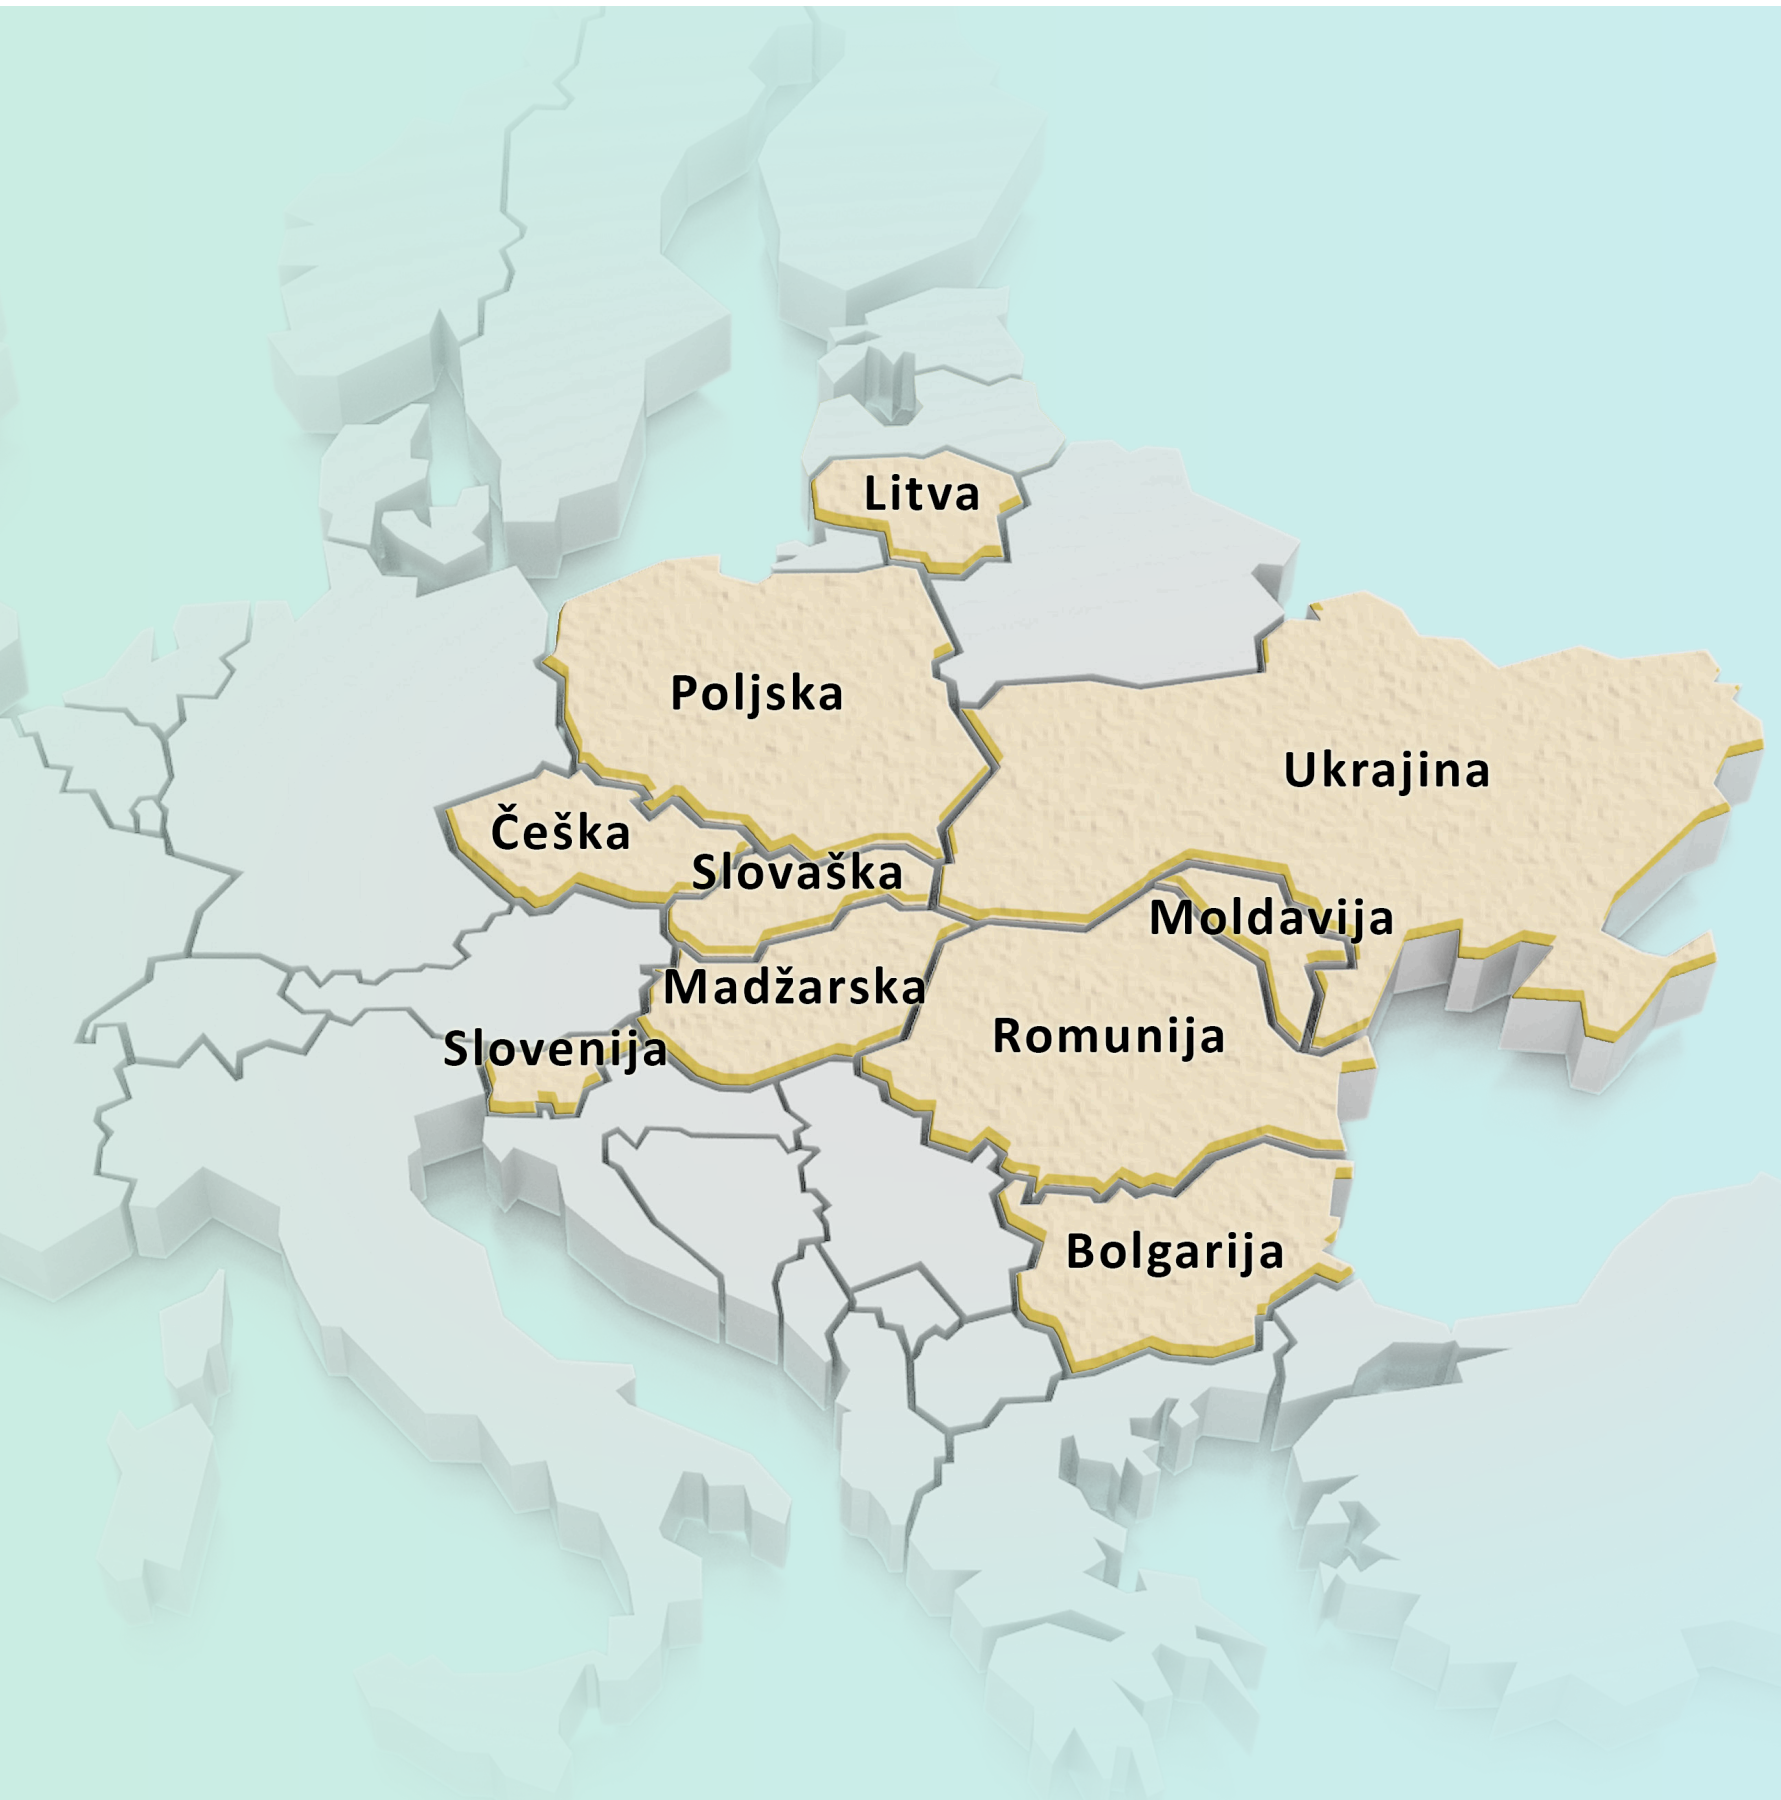 Litva
Poljska
Ukrajina
Češka
Slovaška
Moldavija
Madžarska
Romunija
Slovenija
Bolgarija